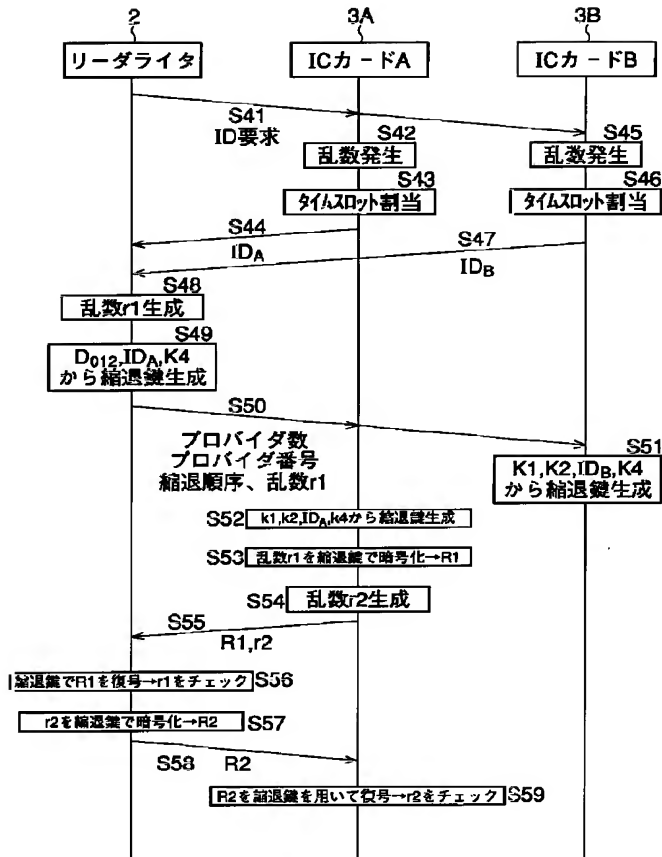 2
3A
3B
リーダライタ
ICカードA
ICカードB
S41
ID要求
S42
乱数発生
S45
乱数発生
S43
タイムスロット割当
S46
タイムスロット割当
S44
IDA
S47
IDB
S48
乱数r1生成
S49
D012,IDA,K4
から縮退鍵生成
S50
プロバイダ数
プロバイダ番号
縮退順序、乱数r1
S51
K1,K2,IDB,K4
から縮退鍵生成
S52
k1,k2,IDA,k4から縮退鍵生成
S53
乱数r1を縮退鍵で暗号化→R1
S54
乱数r2生成
S55
R1,r2
縮退鍵でR1を復号→r1をチェック
S56
r2を縮退鍵で暗号化→R2
S57
S58
R2
R2を縮退鍵を用いて復号→r2をチェック
S59